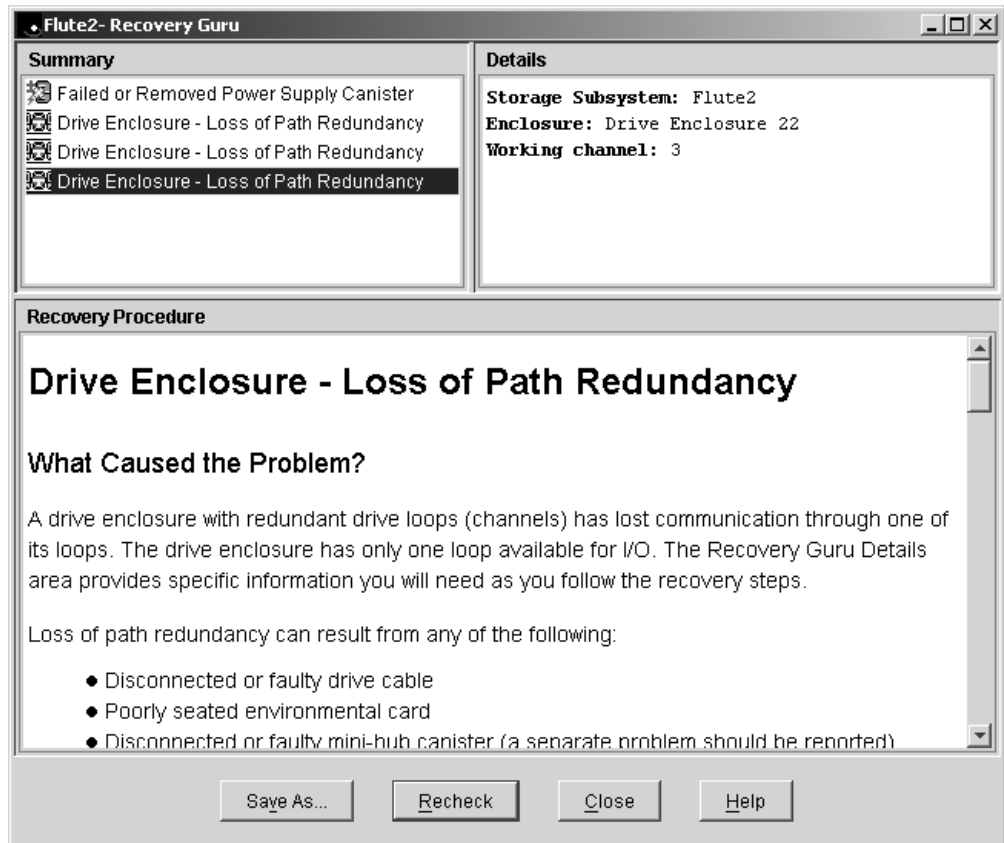 Flute2- Recovery Guru
Summary
Failed or Removed Power Supply Canister
Drive Enclosure - Loss of Path Redundancy
Drive Enclosure - Loss of Path Redundancy
Drive Enclosure - Loss of Path Redundancy
Details
Storage Subsystem: Flute2
Enclosure: Drive Enclosure 22
Working channel: 3
Recovery Procedure
Drive Enclosure - Loss of Path Redundancy
What Caused the Problem?
A drive enclosure with redundant drive loops (channels) has lost communication through one of
its loops. The drive enclosure has only one loop available for I/O. The Recovery Guru Details
area provides specific information you will need as you follow the recovery steps.
Loss of path redundancy can result from any of the following:
● Disconnected or faulty drive cable
● Poorly seated environmental card
● Disconnected or faulty mini-hub canister (a separate problem should be reported)
Save As...
Recheck
Close
Help